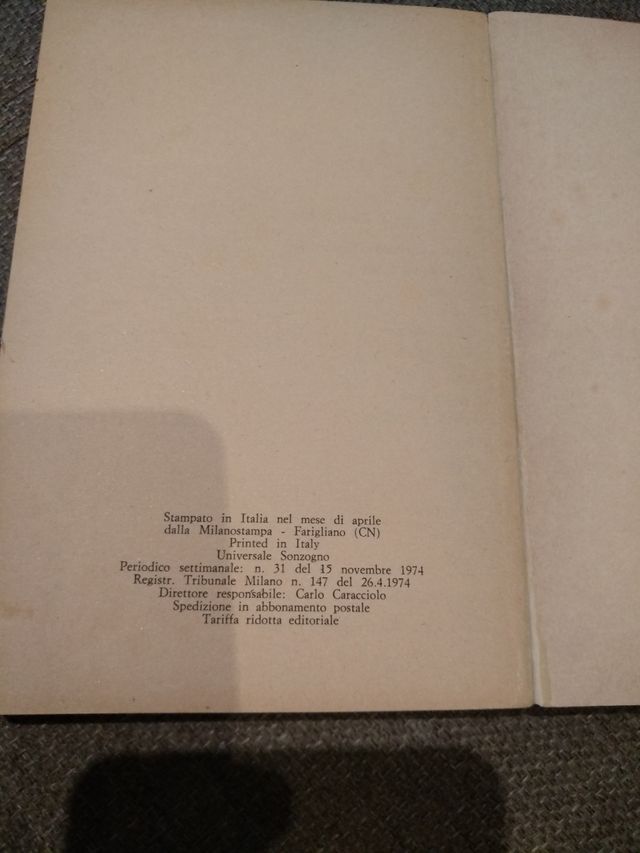 Stampato in Italia nel mese di aprile
dalla Milanostampa - Farigliano (CN)
Printed in Italy
Universale Sonzogno
Periodico settimanale: n. 31 del 15 novembre 1974
Registr. Tribunale Milano n. 147 del 26.4.1974
Direttore responsabile: Carlo Caracciolo
Spedizione in abbonamento postale
Tariffa ridotta editoriale